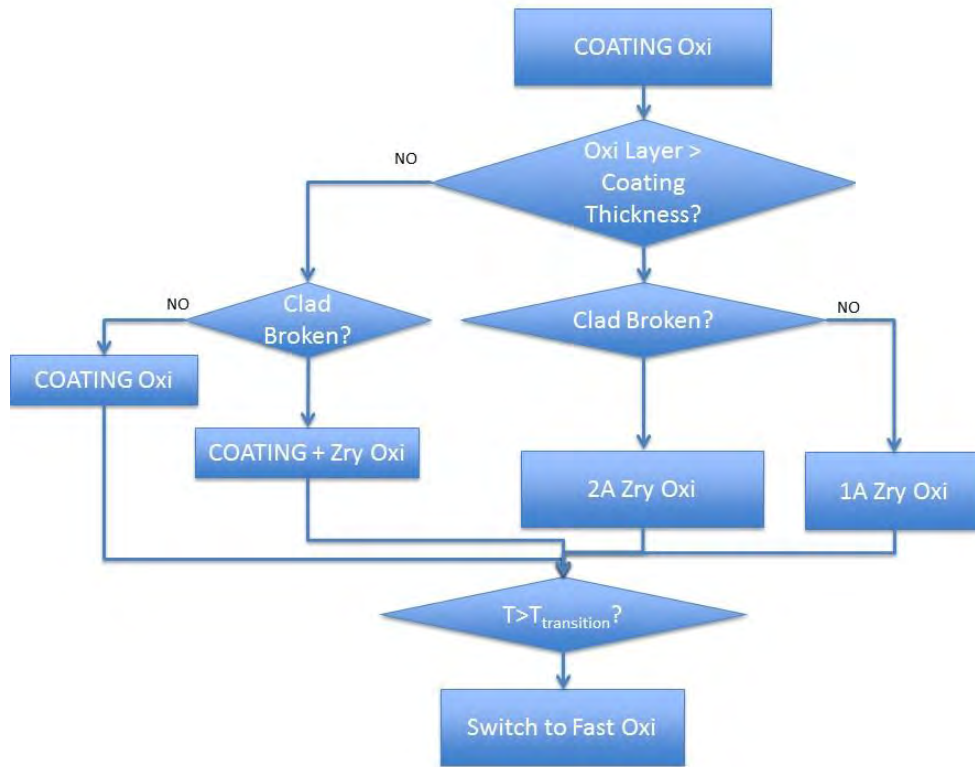 COATING Oxi
Oxi Layer >
Coating
Thickness?
NO
Clad
Broken?
NO
Clad Broken?
NO
COATING Oxi
COATING + Zry Oxi
2A Zry Oxi
1A Zry Oxi
T>Ttransition?
Switch to Fast Oxi